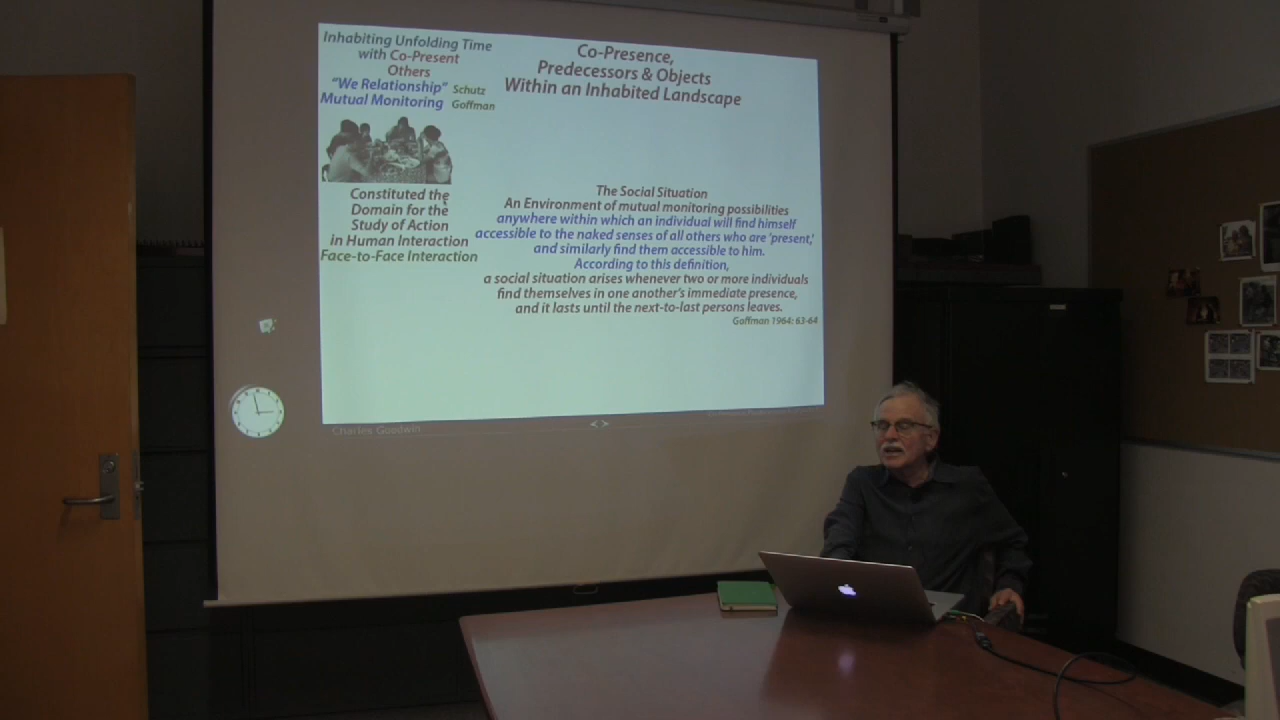 Inhabiting Unfolding Time
with Co-Present
Others
"We Relationship" Schutz
Mutual Monitoring Goffman
Constituted the
Domain for the
Study of Action
in Human Interaction
Face-to-Face Interaction
Co-Presence,
Predecessors & Objects
Within an Inhabited Landscape
The Social Situation
An Environment of mutual monitoring possibilities
anywhere within which an individual will find himself
accessible to the naked senses of all others who are 'present,'
and similarly find them accessible to him.
According to this definition,
a social situation arises whenever two or more individuals
find themselves in one another's immediate presence,
and it lasts until the next-to-last persons leaves.
Goffman 1964: 63-64
Charles Goodwin